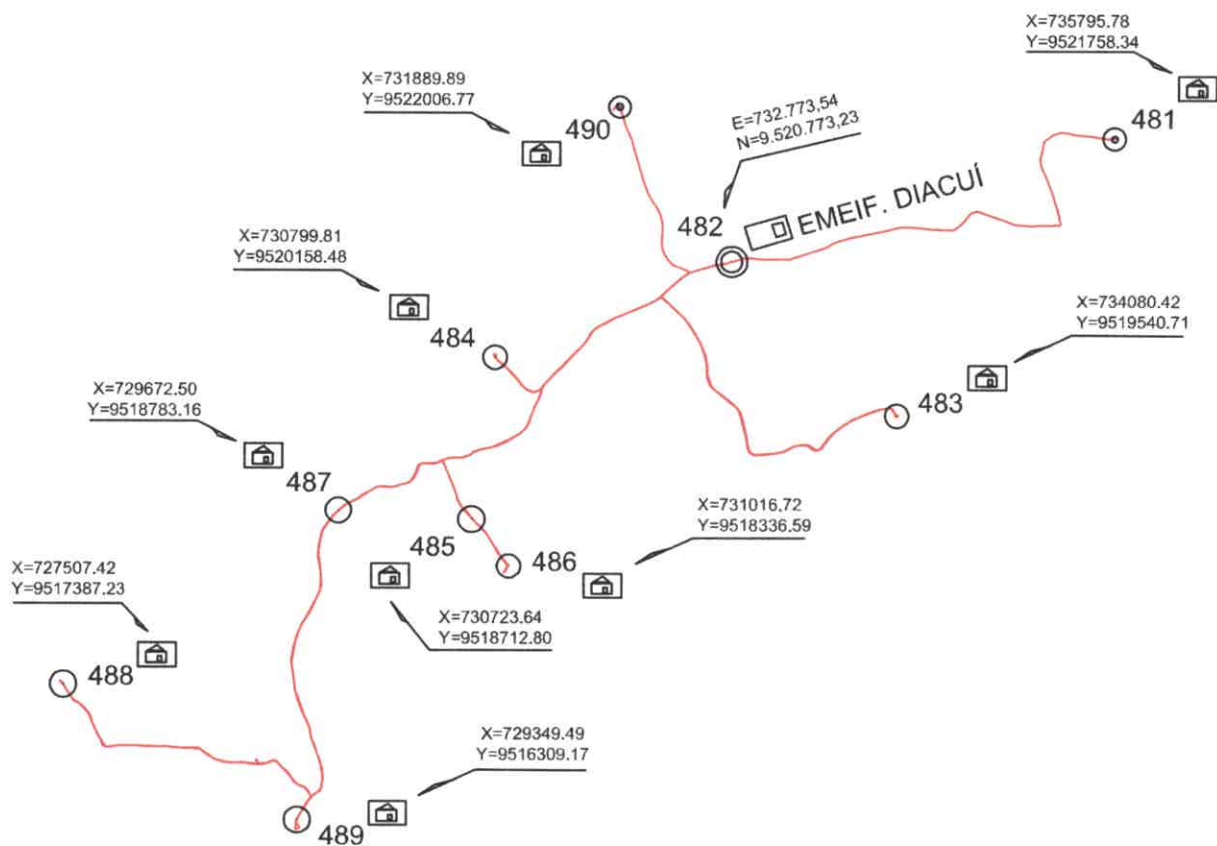 X=735795.78
Y=9521758.34
481
X=731889.89
Y=9522006.77
490
E=732.773,54
N=9.520.773,23
482
EMEIF. DIACUÍ
X=730799.81
Y=9520158.48
484
X=734080.42
Y=9519540.71
483
X=729672.50
Y=9518783.16
487
X=731016.72
Y=9518336.59
485
486
X=730723.64
Y=9518712.80
X=727507.42
Y=9517387.23
488
X=729349.49
Y=9516309.17
489